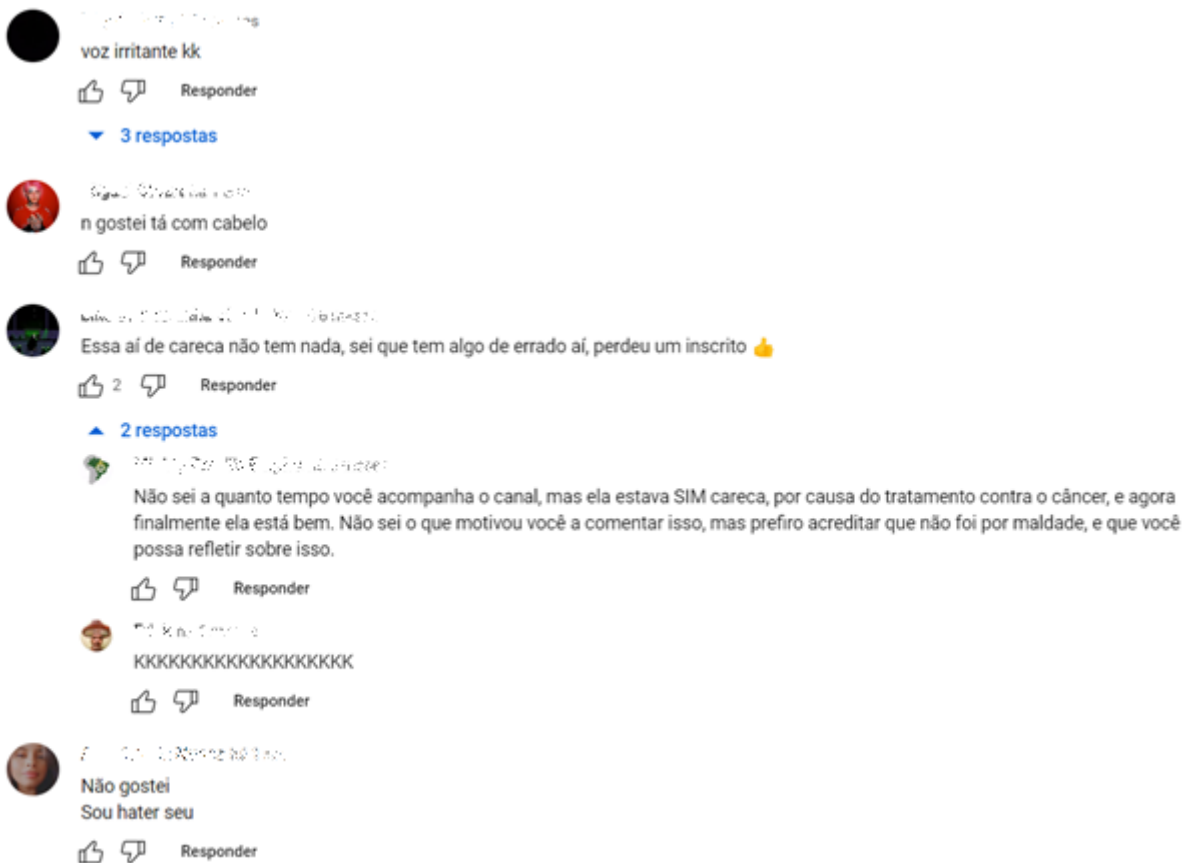 voz irritante kk
Responder
3 respostas
n gostei tá com cabelo
Responder
Essa aí de careca não tem nada, sei que tem algo de errado aí, perdeu um inscrito 👍
2 Responder
2 respostas
Não sei a quanto tempo você acompanha o canal, mas ela estava SIM careca, por causa do tratamento contra o câncer, e agora
finalmente ela está bem. Não sei o que motivou você a comentar isso, mas prefiro acreditar que não foi por maldade, e que você
possa refletir sobre isso.
Responder
KKKKKKKKKKKKKKKKKKK
Responder
Não gostei
Sou hater seu
Responder